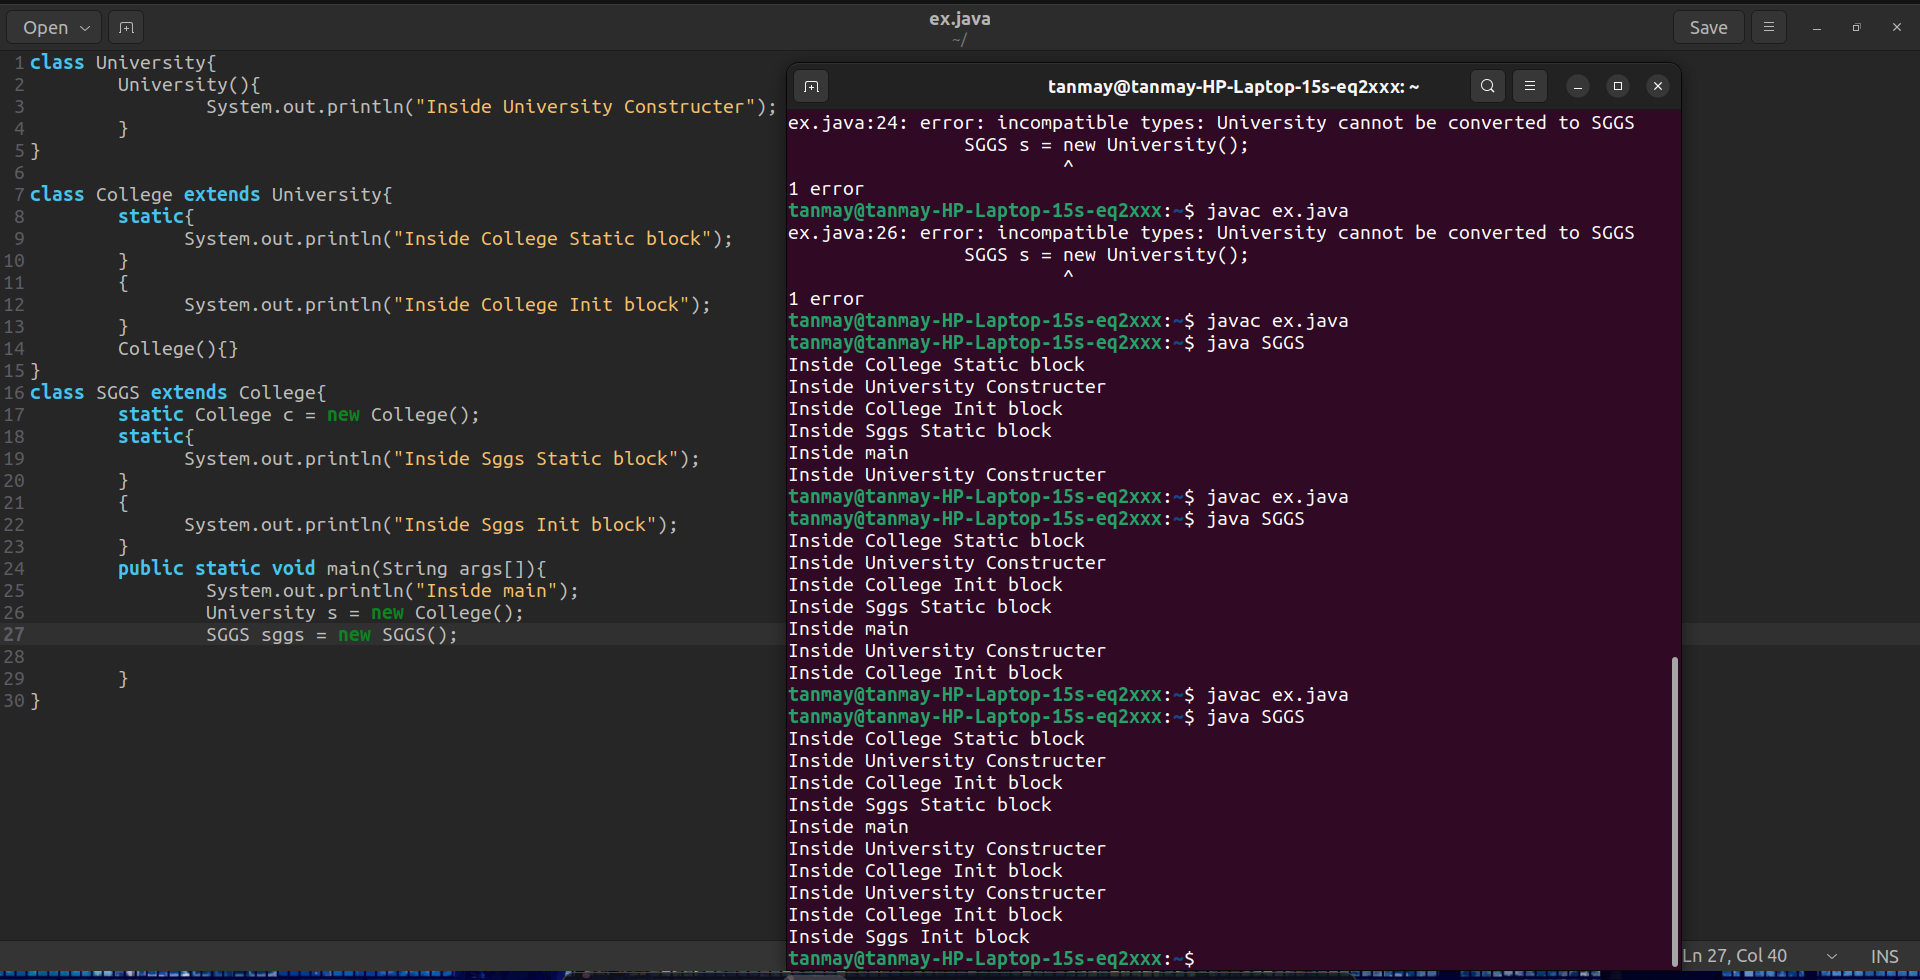 Open
ex.java
~/
Save
1 class University{
2 University(){
3 System.out.println("Inside University Constructer");
4 }
5 }
6
7 class College extends University{
8 static{
9 System.out.println("Inside College Static block");
10 }
11 {
12 System.out.println("Inside College Init block");
13 }
14 College(){}
15 }
16 class SGGS extends College{
17 static College c = new College();
18 static{
19 System.out.println("Inside Sggs Static block");
20 }
21 {
22 System.out.println("Inside Sggs Init block");
23 }
24 public static void main(String args[]){
25 System.out.println("Inside main");
26 University s = new College();
27 SGGS sggs = new SGGS();
28
29 }
30 }
tanmay@tanmay-HP-Laptop-15s-eq2xxx: ~
ex.java:24: error: incompatible types: University cannot be converted to SGGS
SGGS s = new University();
^
1 error
tanmay@tanmay-HP-Laptop-15s-eq2xxx:~$ javac ex.java
ex.java:26: error: incompatible types: University cannot be converted to SGGS
SGGS s = new University();
^
1 error
tanmay@tanmay-HP-Laptop-15s-eq2xxx:~$ javac ex.java
tanmay@tanmay-HP-Laptop-15s-eq2xxx:~$ java SGGS
Inside College Static block
Inside University Constructer
Inside College Init block
Inside Sggs Static block
Inside main
Inside University Constructer
tanmay@tanmay-HP-Laptop-15s-eq2xxx:~$ javac ex.java
tanmay@tanmay-HP-Laptop-15s-eq2xxx:~$ java SGGS
Inside College Static block
Inside University Constructer
Inside College Init block
Inside Sggs Static block
Inside main
Inside University Constructer
Inside College Init block
tanmay@tanmay-HP-Laptop-15s-eq2xxx:~$ javac ex.java
tanmay@tanmay-HP-Laptop-15s-eq2xxx:~$ java SGGS
Inside College Static block
Inside University Constructer
Inside College Init block
Inside Sggs Static block
Inside main
Inside University Constructer
Inside College Init block
Inside University Constructer
Inside College Init block
Inside Sggs Init block
tanmay@tanmay-HP-Laptop-15s-eq2xxx:~$
Ln 27, Col 40
INS